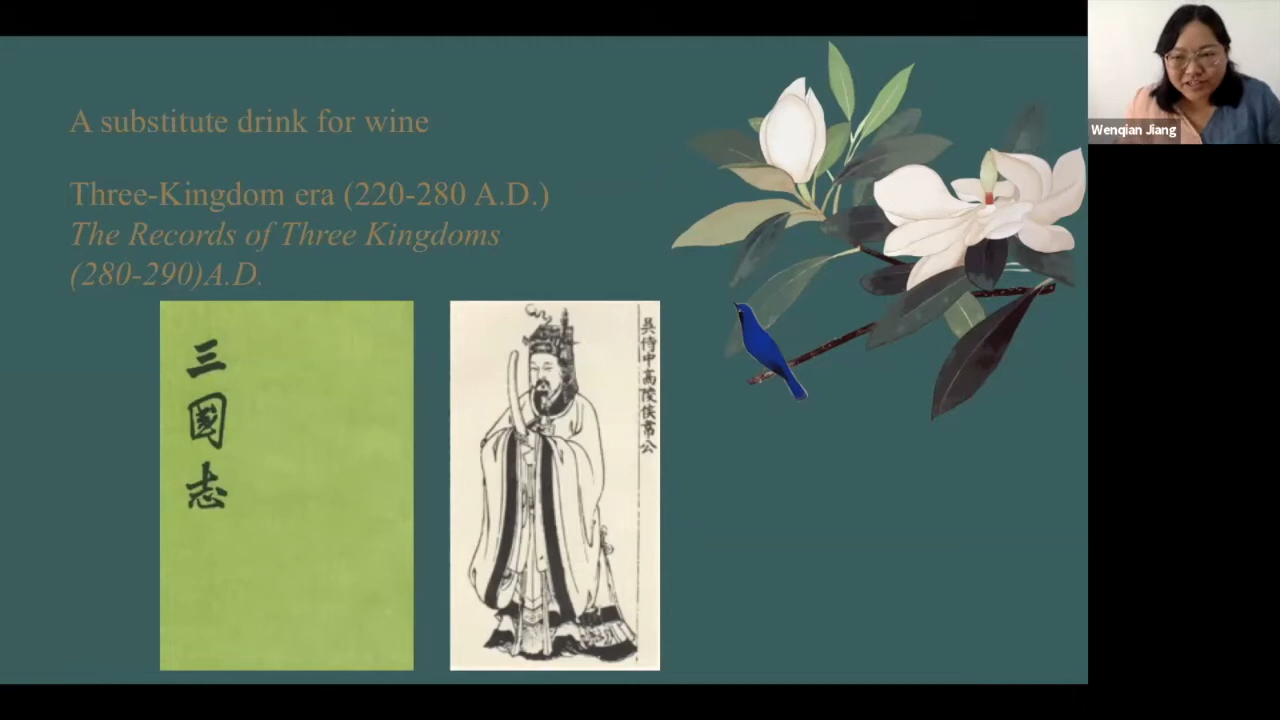 A substitute drink for wine
Three-Kingdom era (220-280 A.D.)
The Records of Three Kingdoms
(280-290)A.D.
三國志
吳侍中高陵侯韋公
Wenqian Jiang